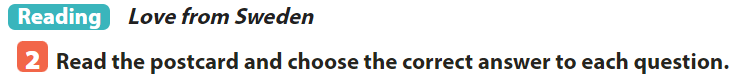 Reading Love from Sweden
2 Read the postcard and choose the correct answer to each question.